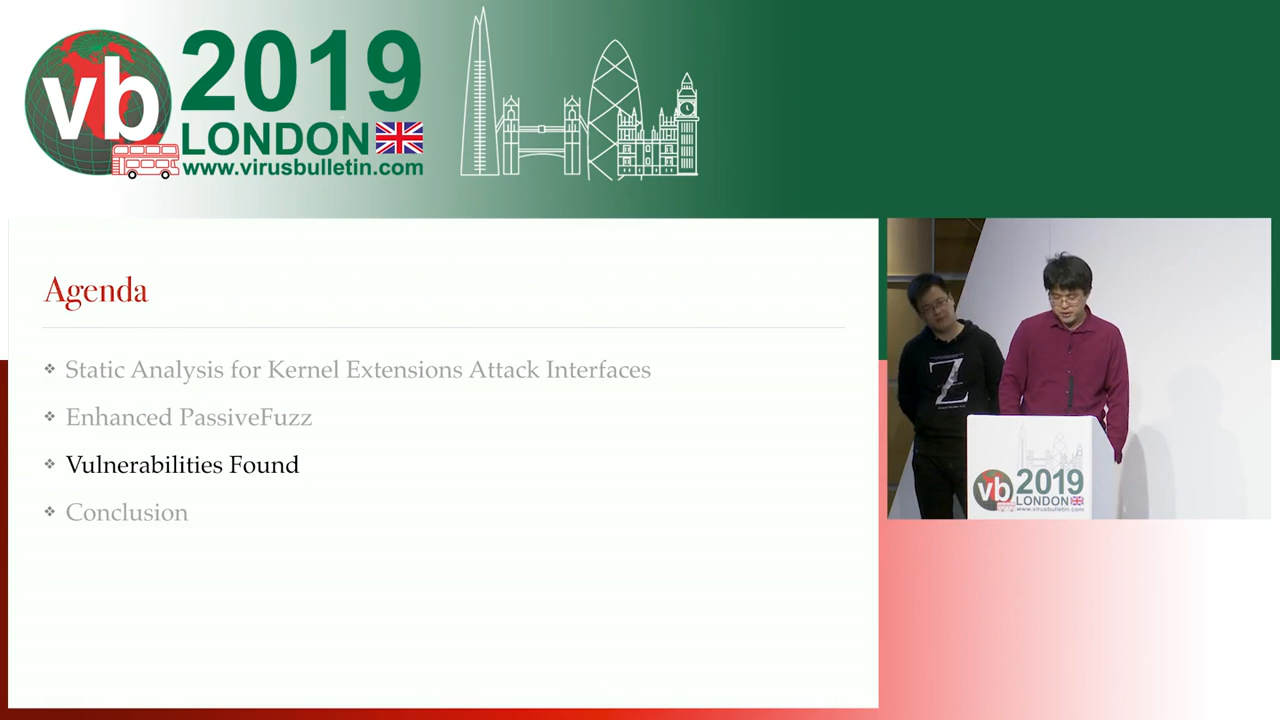 vb
2019
LONDON
www.virusbulletin.com
Agenda
❖ Static Analysis for Kernel Extensions Attack Interfaces
❖ Enhanced PassiveFuzz
❖ Vulnerabilities Found
❖ Conclusion
Z
vb
2019
LONDON
www.virusbulletin.com